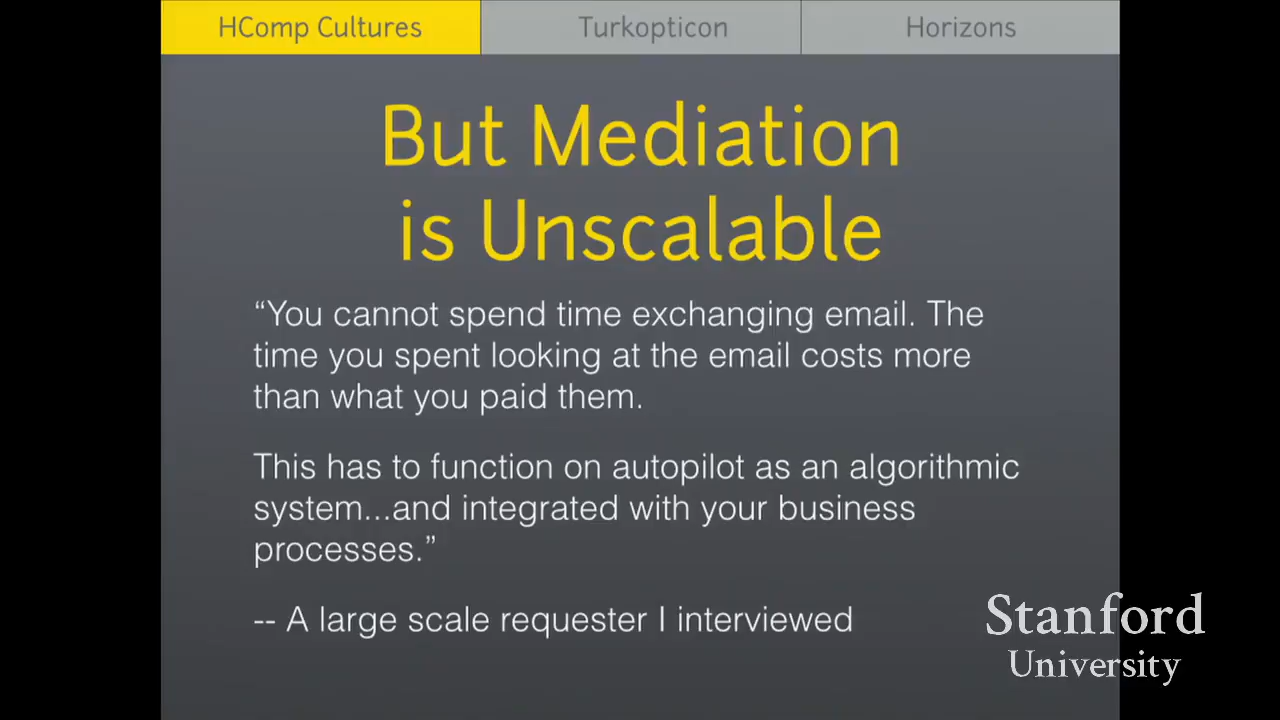 HComp Cultures
Turkopticon
Horizons
But Mediation
is Unscalable
“You cannot spend time exchanging email. The
time you spent looking at the email costs more
than what you paid them.
This has to function on autopilot as an algorithmic
system...and integrated with your business
processes.”
-- A large scale requester I interviewed
Stanford
University